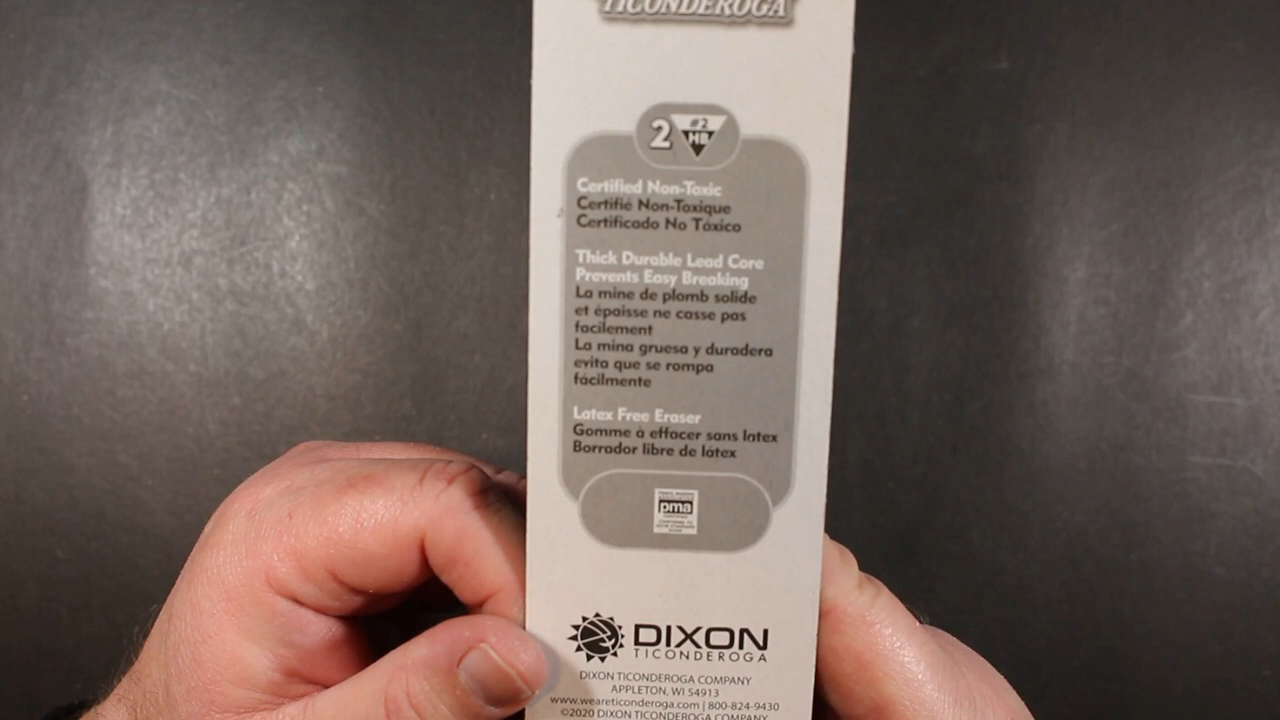 TICONDEROGA
2 #2
HB
Certified Non-Toxic
Certifié Non-Toxique
Certificado No Tóxico
Thick Durable Lead Core
Prevents Easy Breaking
La mine de plomb solide
et épaisse ne casse pas
facilement
La mina gruesa y duradera
evita que se rompa
fácilmente
Latex Free Eraser
Gomme à effacer sans latex
Borrador libre de látex
pma
DIXON
TICONDEROGA
DIXON TICONDEROGA COMPANY
APPLETON, WI 54913
www.weareticonderoga.com | 800-824-9430
©2020 DIXON TICONDEROGA COMPANY